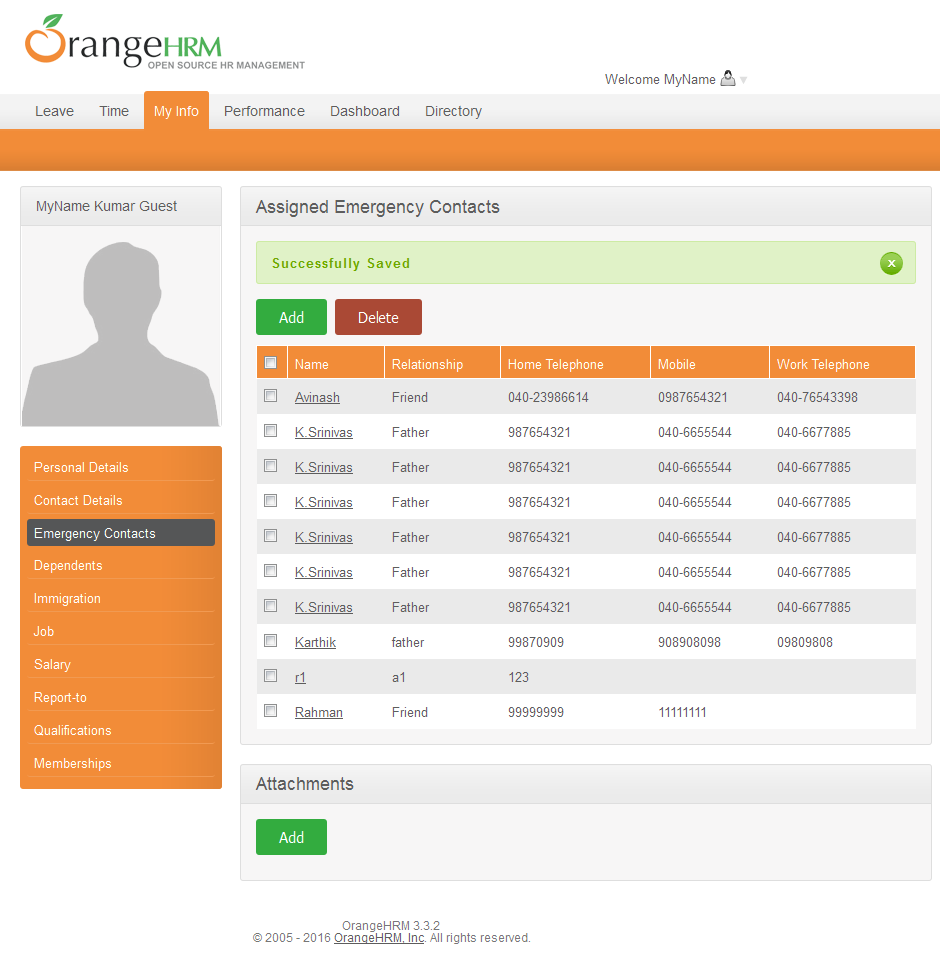 OrangeHRM
OPEN SOURCE HR MANAGEMENT
Welcome MyName
Leave Time My Info Performance Dashboard Directory
MyName Kumar Guest
Personal Details
Contact Details
Emergency Contacts
Dependents
Immigration
Job
Salary
Report-to
Qualifications
Memberships
Assigned Emergency Contacts
Successfully Saved
Add Delete
Name Relationship Home Telephone Mobile Work Telephone
Avinash Friend 040-23986614 0987654321 040-76543398
K.Srinivas Father 987654321 040-6655544 040-6677885
K.Srinivas Father 987654321 040-6655544 040-6677885
K.Srinivas Father 987654321 040-6655544 040-6677885
K.Srinivas Father 987654321 040-6655544 040-6677885
K.Srinivas Father 987654321 040-6655544 040-6677885
K.Srinivas Father 987654321 040-6655544 040-6677885
Karthik father 99870909 908908098 09809808
r1 a1 123
Rahman Friend 99999999 11111111
Attachments
Add
OrangeHRM 3.3.2
© 2005 - 2016 OrangeHRM, Inc. All rights reserved.